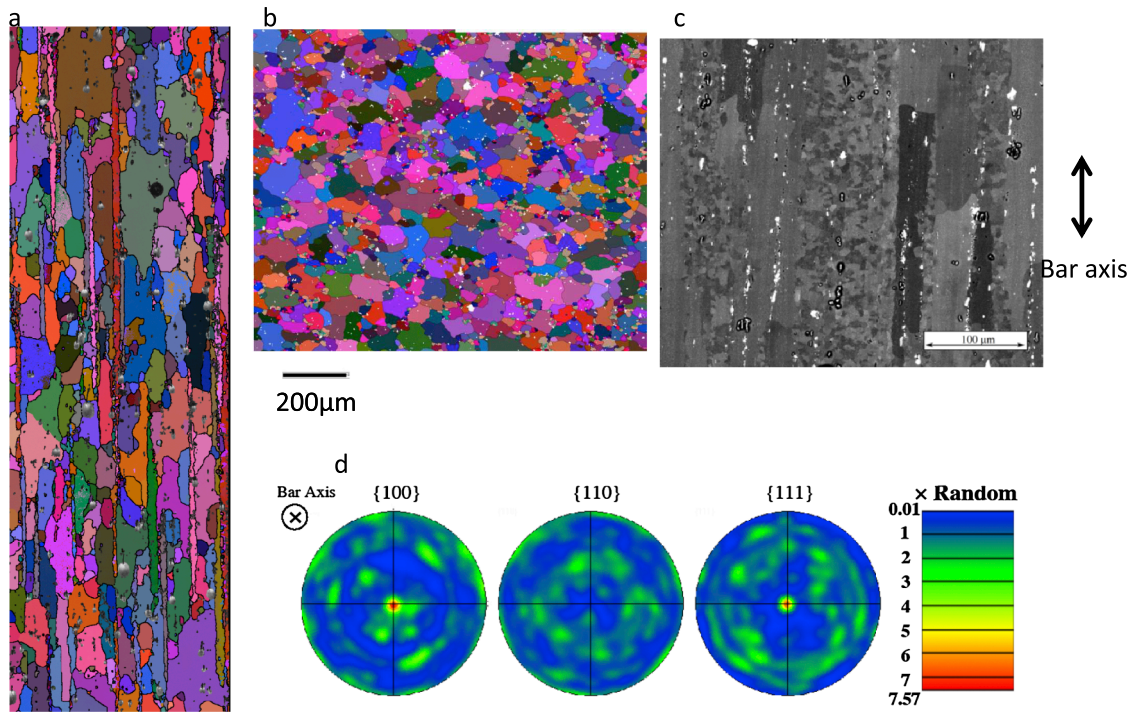 a
b
c
200μm
100 μm
Bar axis
d
Bar Axis
{100}
{110}
{111}
× Random
0.01
1
2
3
4
5
6
7
7.57